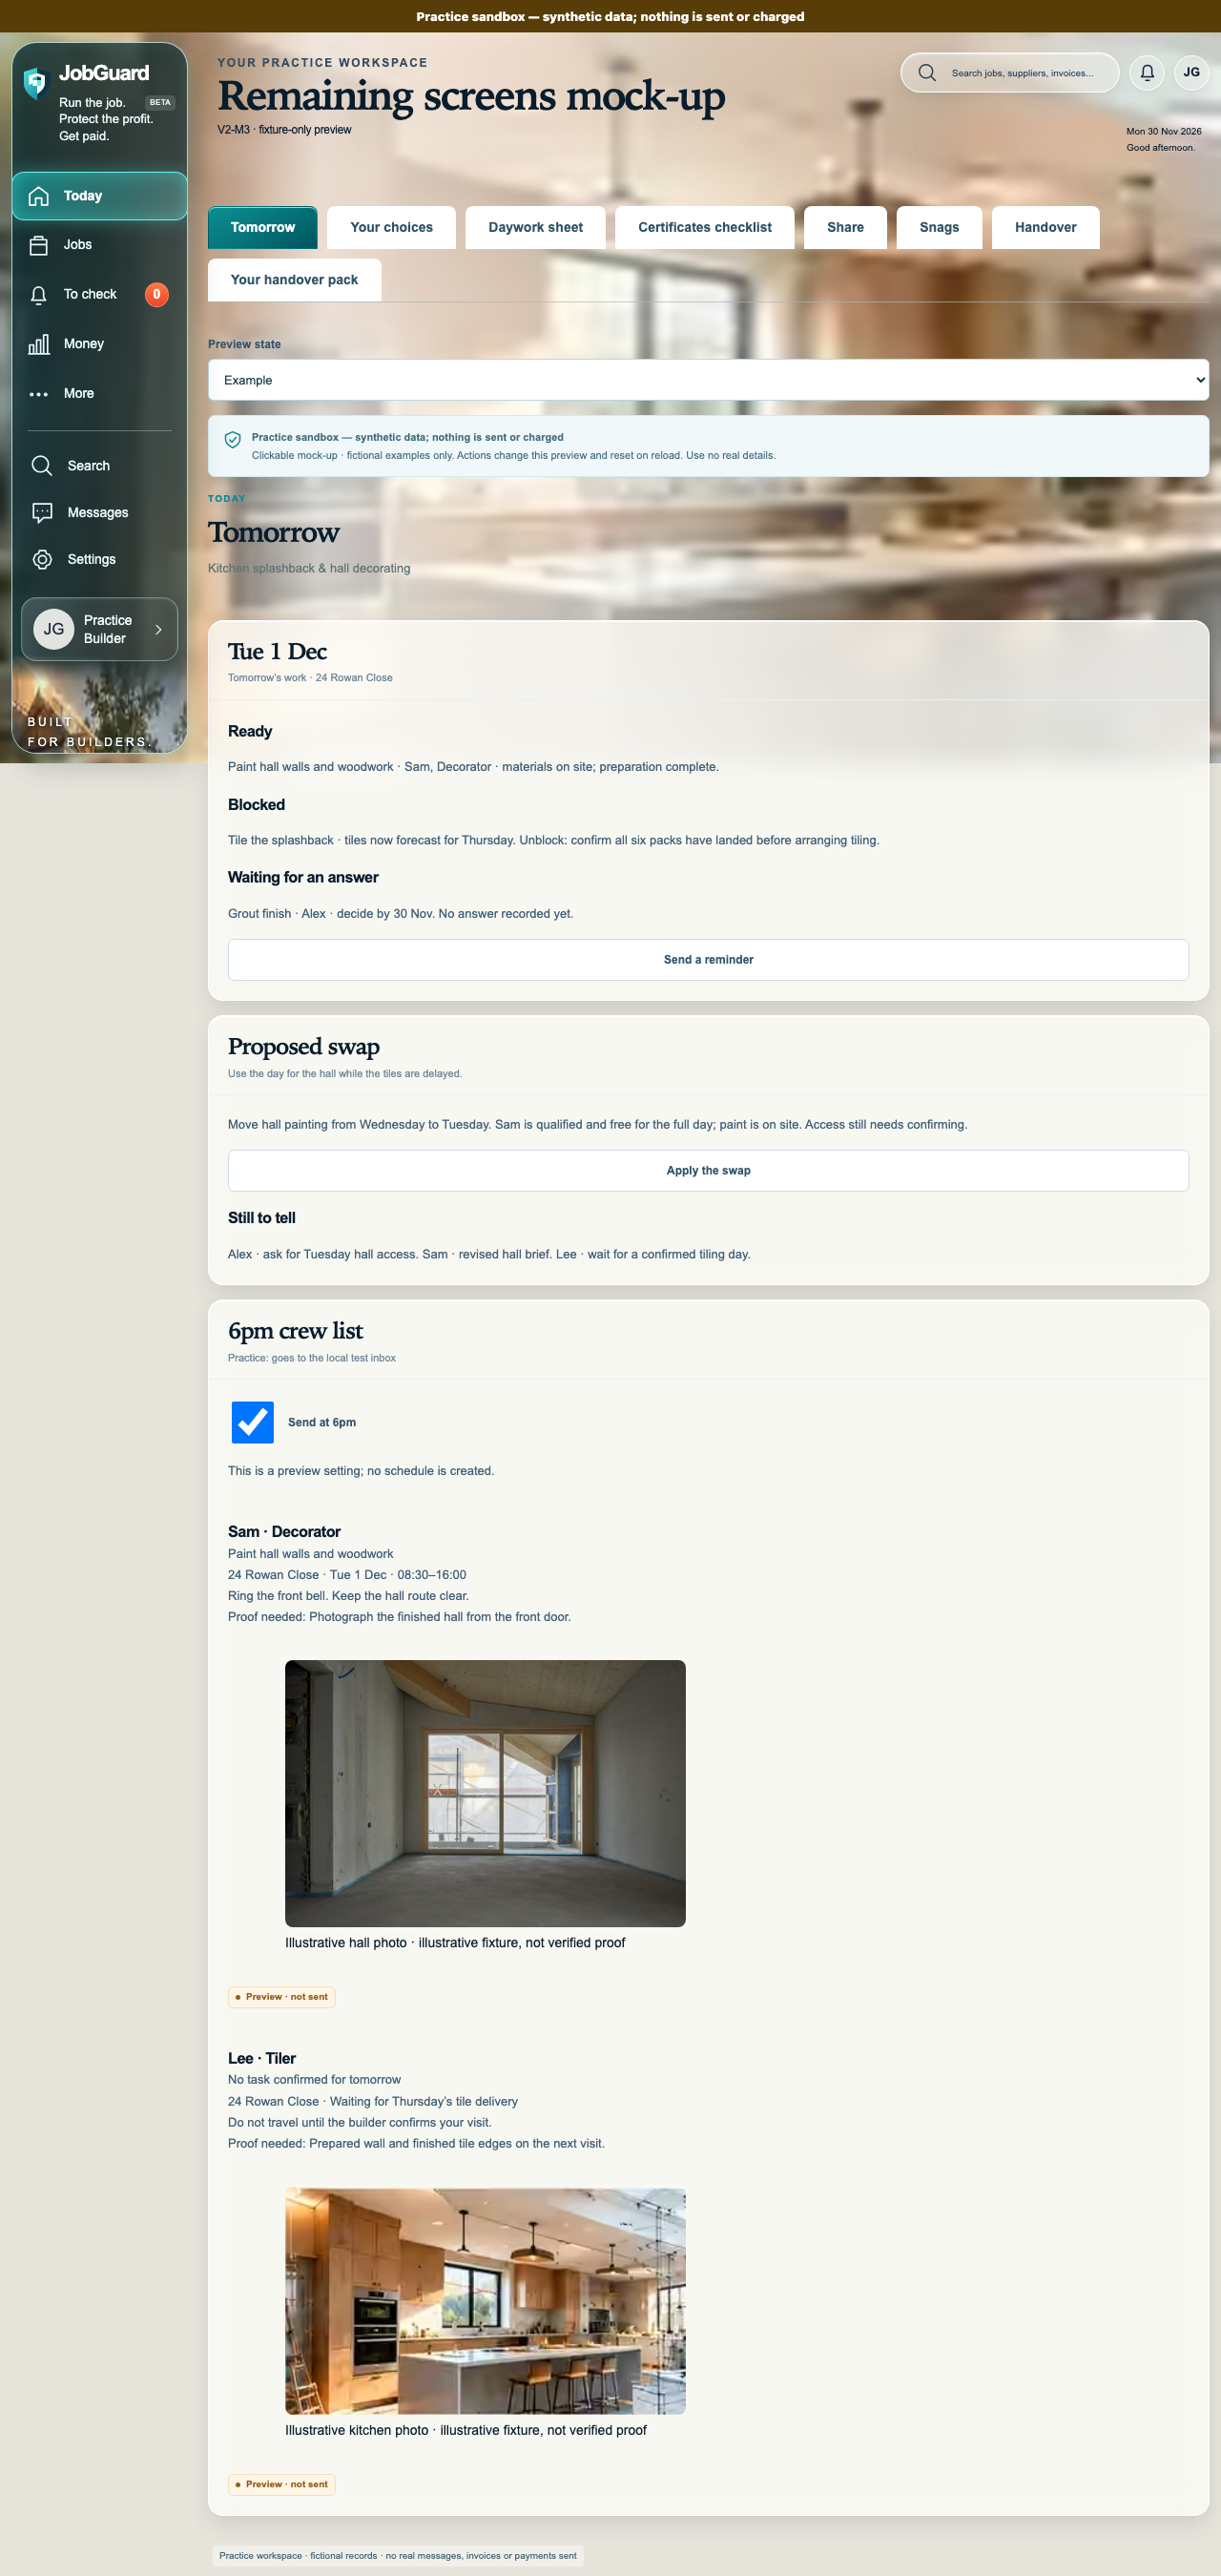 Practice sandbox — synthetic data; nothing is sent or charged
JobGuard
Run the job.
BETA
Protect the profit.
Get paid.
Today
Jobs
To check
0
Money
More
Search
Messages
Settings
JG
Practice
Builder
BUILT
FOR BUILDERS.
YOUR PRACTICE WORKSPACE
Remaining screens mock-up
V2-M3 · fixture-only preview
Search jobs, suppliers, invoices...
JG
Mon 30 Nov 2026
Good afternoon.
Tomorrow
Your choices
Daywork sheet
Certificates checklist
Share
Snags
Handover
Your handover pack
Preview state
Example
Practice sandbox — synthetic data; nothing is sent or charged
Clickable mock-up · fictional examples only. Actions change this preview and reset on reload. Use no real details.
TODAY
Tomorrow
Kitchen splashback & hall decorating
Tue 1 Dec
Tomorrow's work · 24 Rowan Close
Ready
Paint hall walls and woodwork · Sam, Decorator · materials on site; preparation complete.
Blocked
Tile the splashback · tiles now forecast for Thursday. Unblock: confirm all six packs have landed before arranging tiling.
Waiting for an answer
Grout finish · Alex · decide by 30 Nov. No answer recorded yet.
Send a reminder
Proposed swap
Use the day for the hall while the tiles are delayed.
Move hall painting from Wednesday to Tuesday. Sam is qualified and free for the full day; paint is on site. Access still needs confirming.
Apply the swap
Still to tell
Alex · ask for Tuesday hall access. Sam · revised hall brief. Lee · wait for a confirmed tiling day.
6pm crew list
Practice: goes to the local test inbox
Send at 6pm
This is a preview setting; no schedule is created.
Sam · Decorator
Paint hall walls and woodwork
24 Rowan Close · Tue 1 Dec · 08:30–16:00
Ring the front bell. Keep the hall route clear.
Proof needed: Photograph the finished hall from the front door.
Illustrative hall photo · illustrative fixture, not verified proof
Preview · not sent
Lee · Tiler
No task confirmed for tomorrow
24 Rowan Close · Waiting for Thursday's tile delivery
Do not travel until the builder confirms your visit.
Proof needed: Prepared wall and finished tile edges on the next visit.
Illustrative kitchen photo · illustrative fixture, not verified proof
Preview · not sent
Practice workspace · fictional records · no real messages, invoices or payments sent